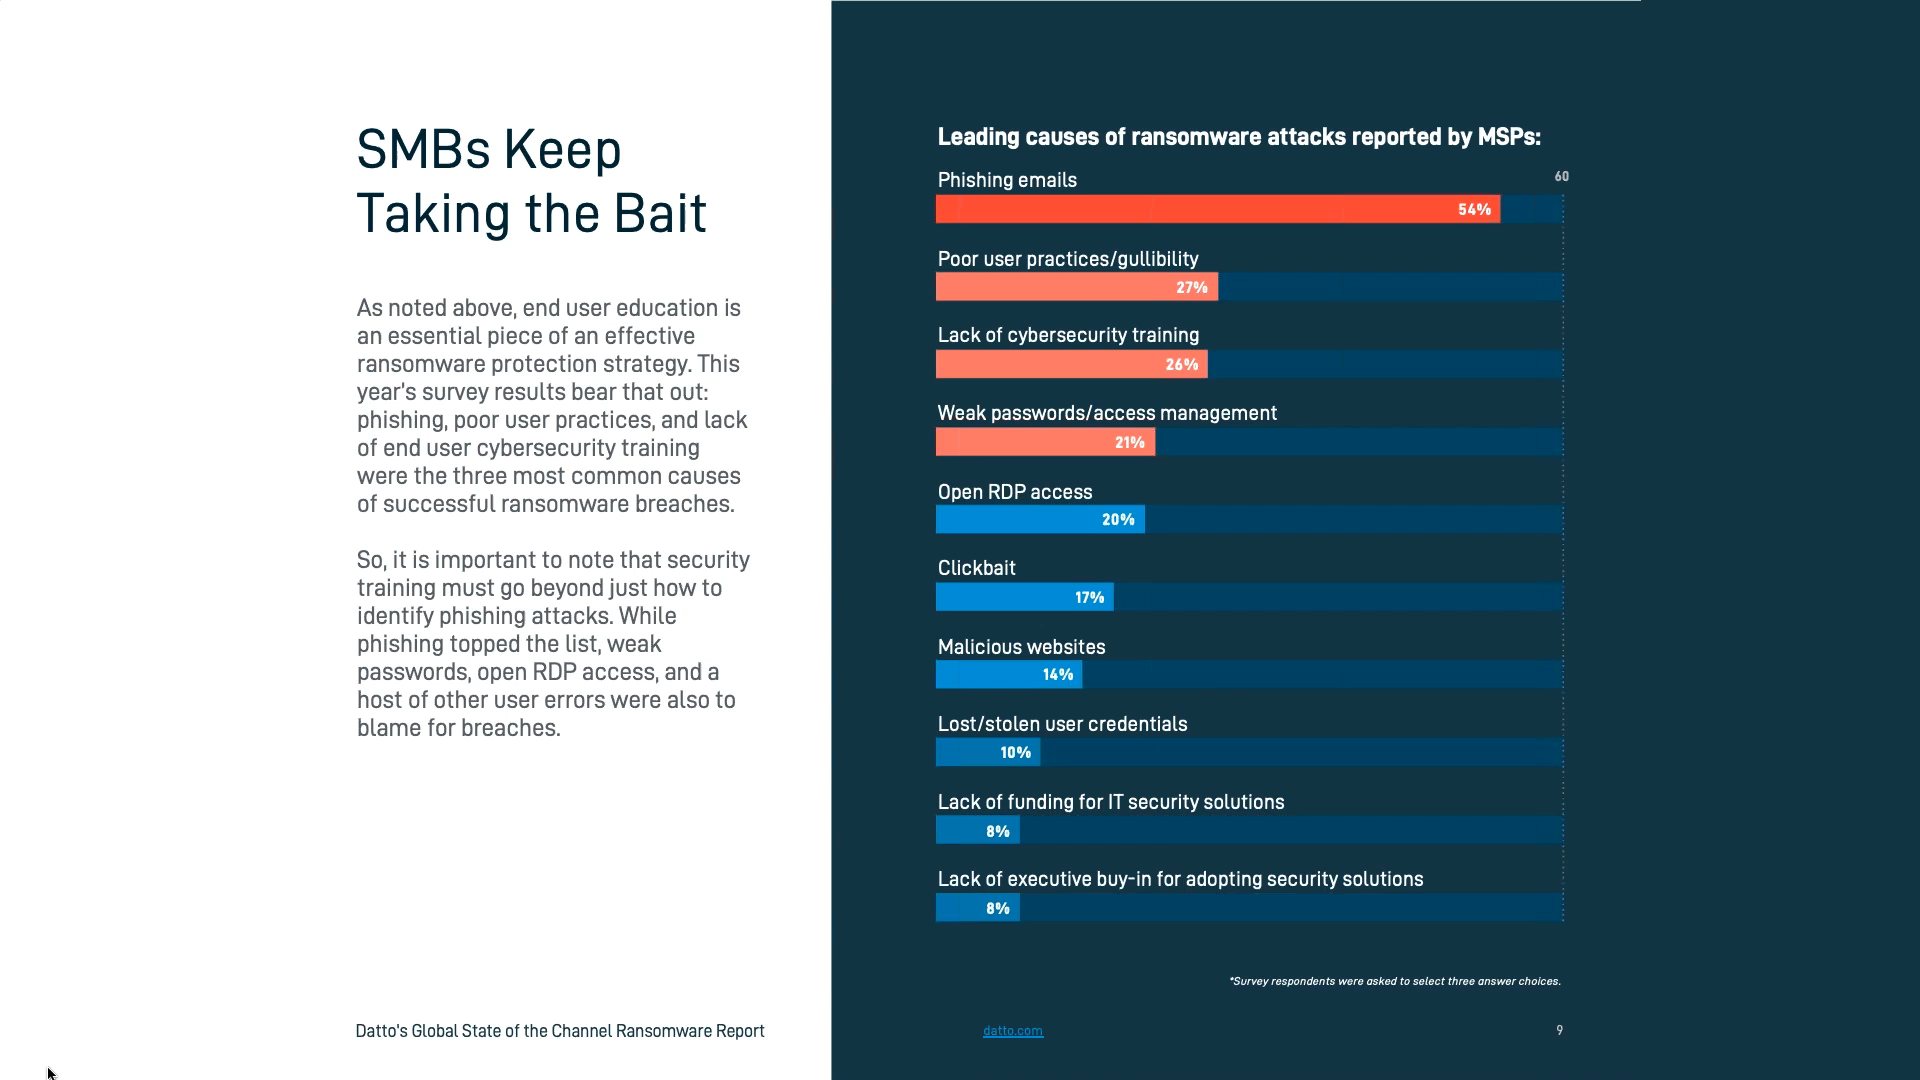 SMBs Keep
Taking the Bait
As noted above, end user education is
an essential piece of an effective
ransomware protection strategy. This
year's survey results bear that out:
phishing, poor user practices, and lack
of end user cybersecurity training
were the three most common causes
of successful ransomware breaches.
So, it is important to note that security
training must go beyond just how to
identify phishing attacks. While
phishing topped the list, weak
passwords, open RDP access, and a
host of other user errors were also to
blame for breaches.
Datto's Global State of the Channel Ransomware Report
Leading causes of ransomware attacks reported by MSPs:
Phishing emails
60
54%
Poor user practices/gullibility
27%
Lack of cybersecurity training
26%
Weak passwords/access management
21%
Open RDP access
20%
Clickbait
17%
Malicious websites
14%
Lost/stolen user credentials
10%
Lack of funding for IT security solutions
8%
Lack of executive buy-in for adopting security solutions
8%
*Survey respondents were asked to select three answer choices.
datto.com
9